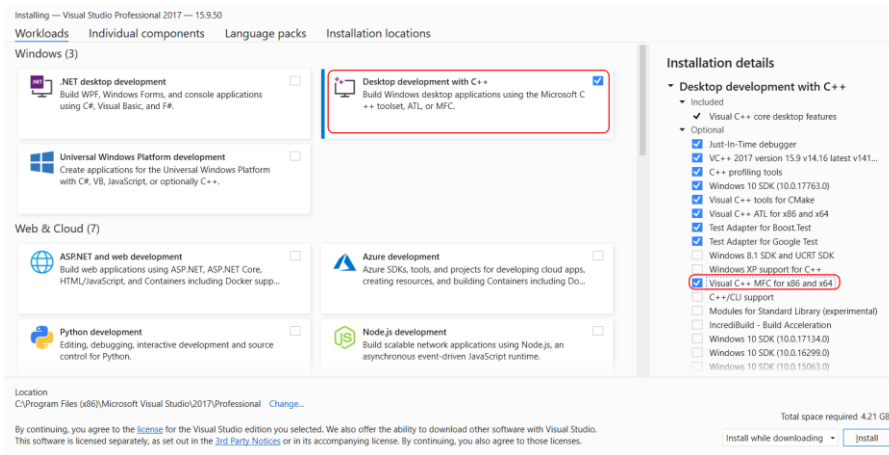 Installing — Visual Studio Professional 2017 — 15.9.50
Workloads Individual components Language packs Installation locations
Windows (3)
.NET
.NET desktop development
Build WPF, Windows Forms, and console applications
using C#, Visual Basic, and F#.
Desktop development with C++
Build Windows desktop applications using the Microsoft C
++ toolset, ATL, or MFC.
Universal Windows Platform development
Create applications for the Universal Windows Platform
with C#, VB, JavaScript, or optionally C++.
Web & Cloud (7)
ASP.NET and web development
Build web applications using ASP.NET, ASP.NET Core,
HTML/JavaScript, and Containers including Docker supp...
Azure development
Azure SDKs, tools, and projects for developing cloud apps,
creating resources, and building Containers including Do...
Python development
Editing, debugging, interactive development and source
control for Python.
JS
Node.js development
Build scalable network applications using Node.js, an
asynchronous event-driven JavaScript runtime.
Installation details
Desktop development with C++
Included
Visual C++ core desktop features
Optional
Just-In-Time debugger
VC++ 2017 version 15.9 v14.16 latest v141...
C++ profiling tools
Windows 10 SDK (10.0.17763.0)
Visual C++ tools for CMake
Visual C++ ATL for x86 and x64
Test Adapter for Boost.Test
Test Adapter for Google Test
Windows 8.1 SDK and UCRT SDK
Windows XP support for C++
Visual C++ MFC for x86 and x64
C++/CLI support
Modules for Standard Library (experimental)
IncrediBuild - Build Acceleration
Windows 10 SDK (10.0.17134.0)
Windows 10 SDK (10.0.16299.0)
Windows 10 SDK (10.0.15063.0)
Location
C:\Program Files (x86)\Microsoft Visual Studio\2017\Professional Change...
By continuing, you agree to the license for the Visual Studio edition you selected. We also offer the ability to download other software with Visual Studio.
This software is licensed separately, as set out in the 3rd Party Notices or in its accompanying license. By continuing, you also agree to those licenses.
Total space required 4.21 GB
Install while downloading
Install